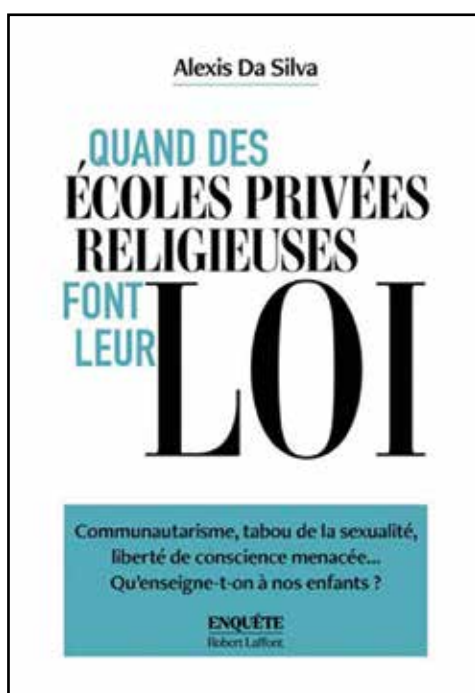 Alexis Da Silva
QUAND DES
ÉCOLES PRIVÉES
RELIGIEUSES
FONT
LEUR
LOI
Communautarisme, tabou de la sexualité,
liberté de conscience menacée...
Qu'enseigne-t-on à nos enfants ?
ENQUÊTE
Robert Laffont